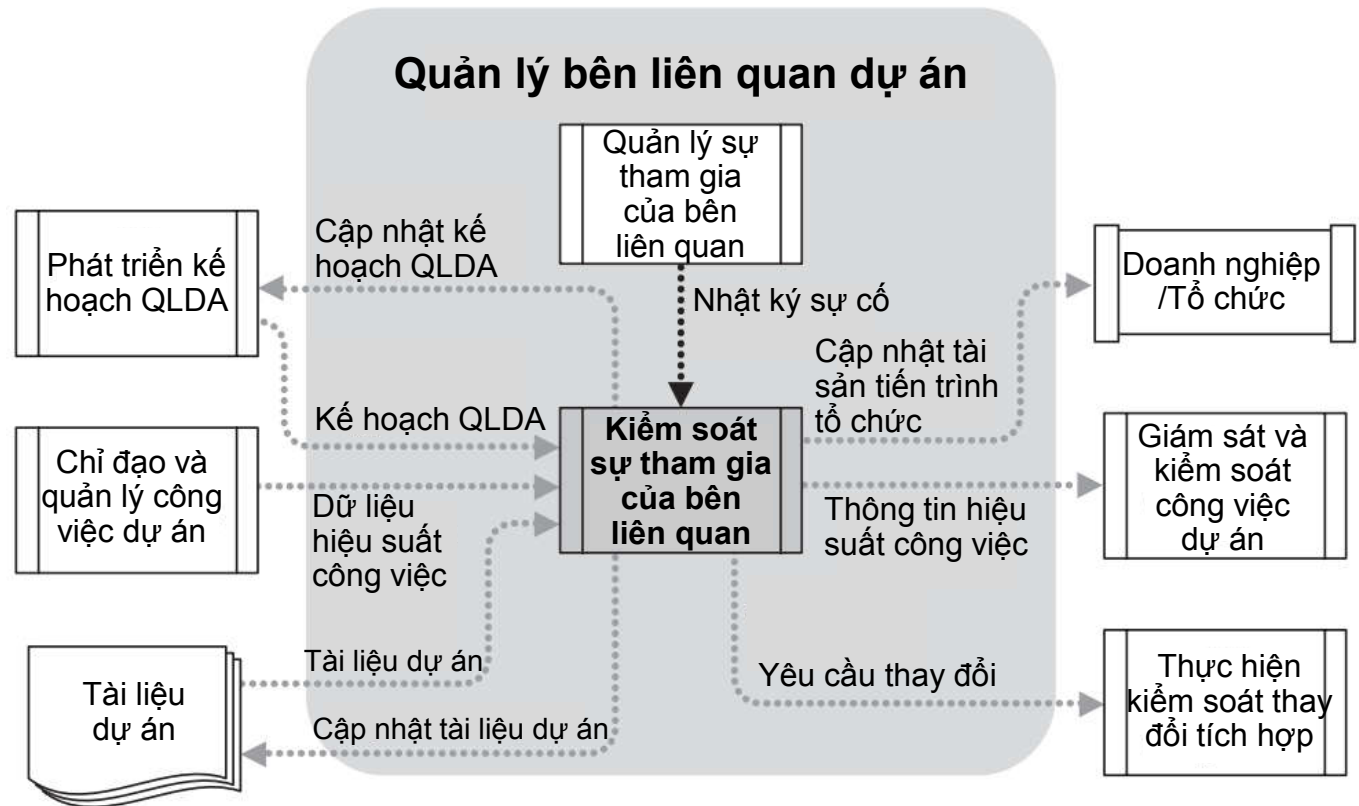 Quản lý bên liên quan dự án
Quản lý sự
tham gia
của bên
liên quan
Cập nhật kế
hoạch QLDA
Phát triển kế
hoạch QLDA
Doanh nghiệp
/Tổ chức
Nhật ký sự cố
Cập nhật tài
sản tiến trình
tổ chức
Kế hoạch QLDA
Kiểm soát
sự tham gia
của bên
liên quan
Chỉ đạo và
quản lý công
việc dự án
Giám sát và
kiểm soát
công việc
dự án
Dữ liệu
hiệu suất
công việc
Thông tin hiệu
suất công việc
Tài liệu dự án
Yêu cầu thay đổi
Tài liệu
dự án
Thực hiện
kiểm soát thay
đổi tích hợp
Cập nhật tài liệu dự án